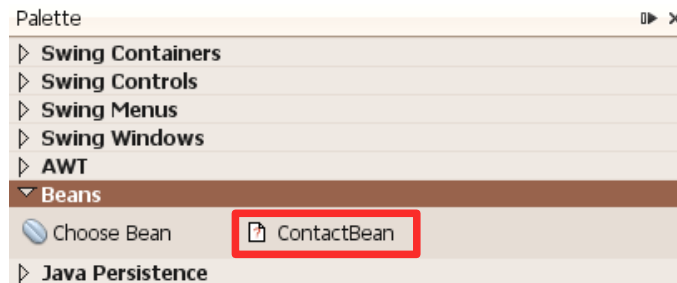 Palette
Swing Containers
Swing Controls
Swing Menus
Swing Windows
AWT
Beans
Choose Bean ContactBean
Java Persistence